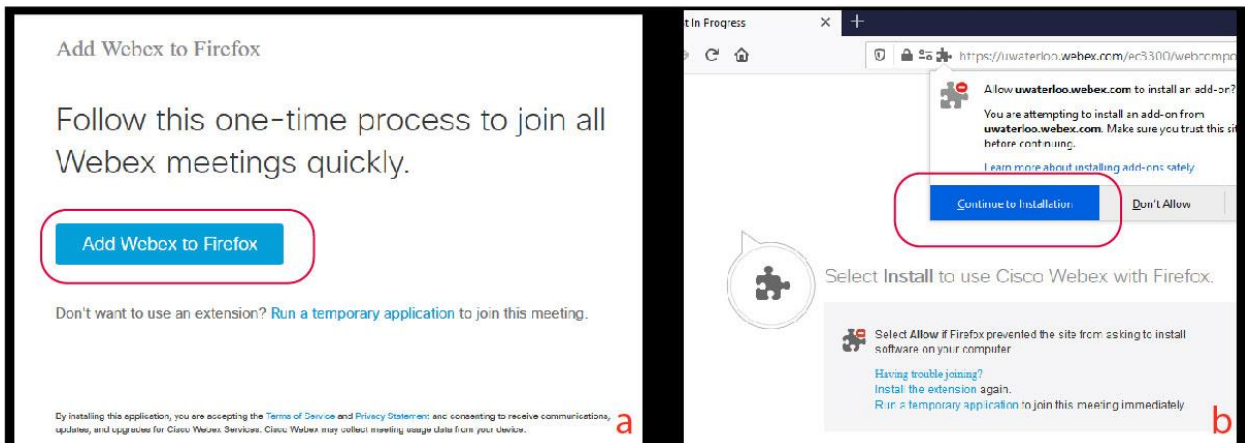 Add Webex to Firefox
Follow this one-time process to join all
Webex meetings quickly.
Add Webex to Firefox
Don't want to use an extension? Run a temporary application to join this meeting.
By installing this application, you are accepting the Terms of Service and Privacy Statement and consenting to receive communications,
updates, and upgrades for Cisco Webex Services. Cisco Webex may collect meeting usage data from your device.
a
t In Progress
https://uwaterloo.webex.com/ec3300/webcompo
Allow uwaterloo.webex.com to install an add-on?
You are attempting to install an add-on from
uwaterloo.webex.com. Make sure you trust this sit
before continuing.
Learn more about installing add-ons safely
Continue to Installation
Don't Allow
Select Install to use Cisco Webex with Firefox.
Select Allow if Firefox prevented the site from asking to install
software on your computer
Having trouble joining?
Install the extension again.
Run a temporary application to join this meeting immediately
b